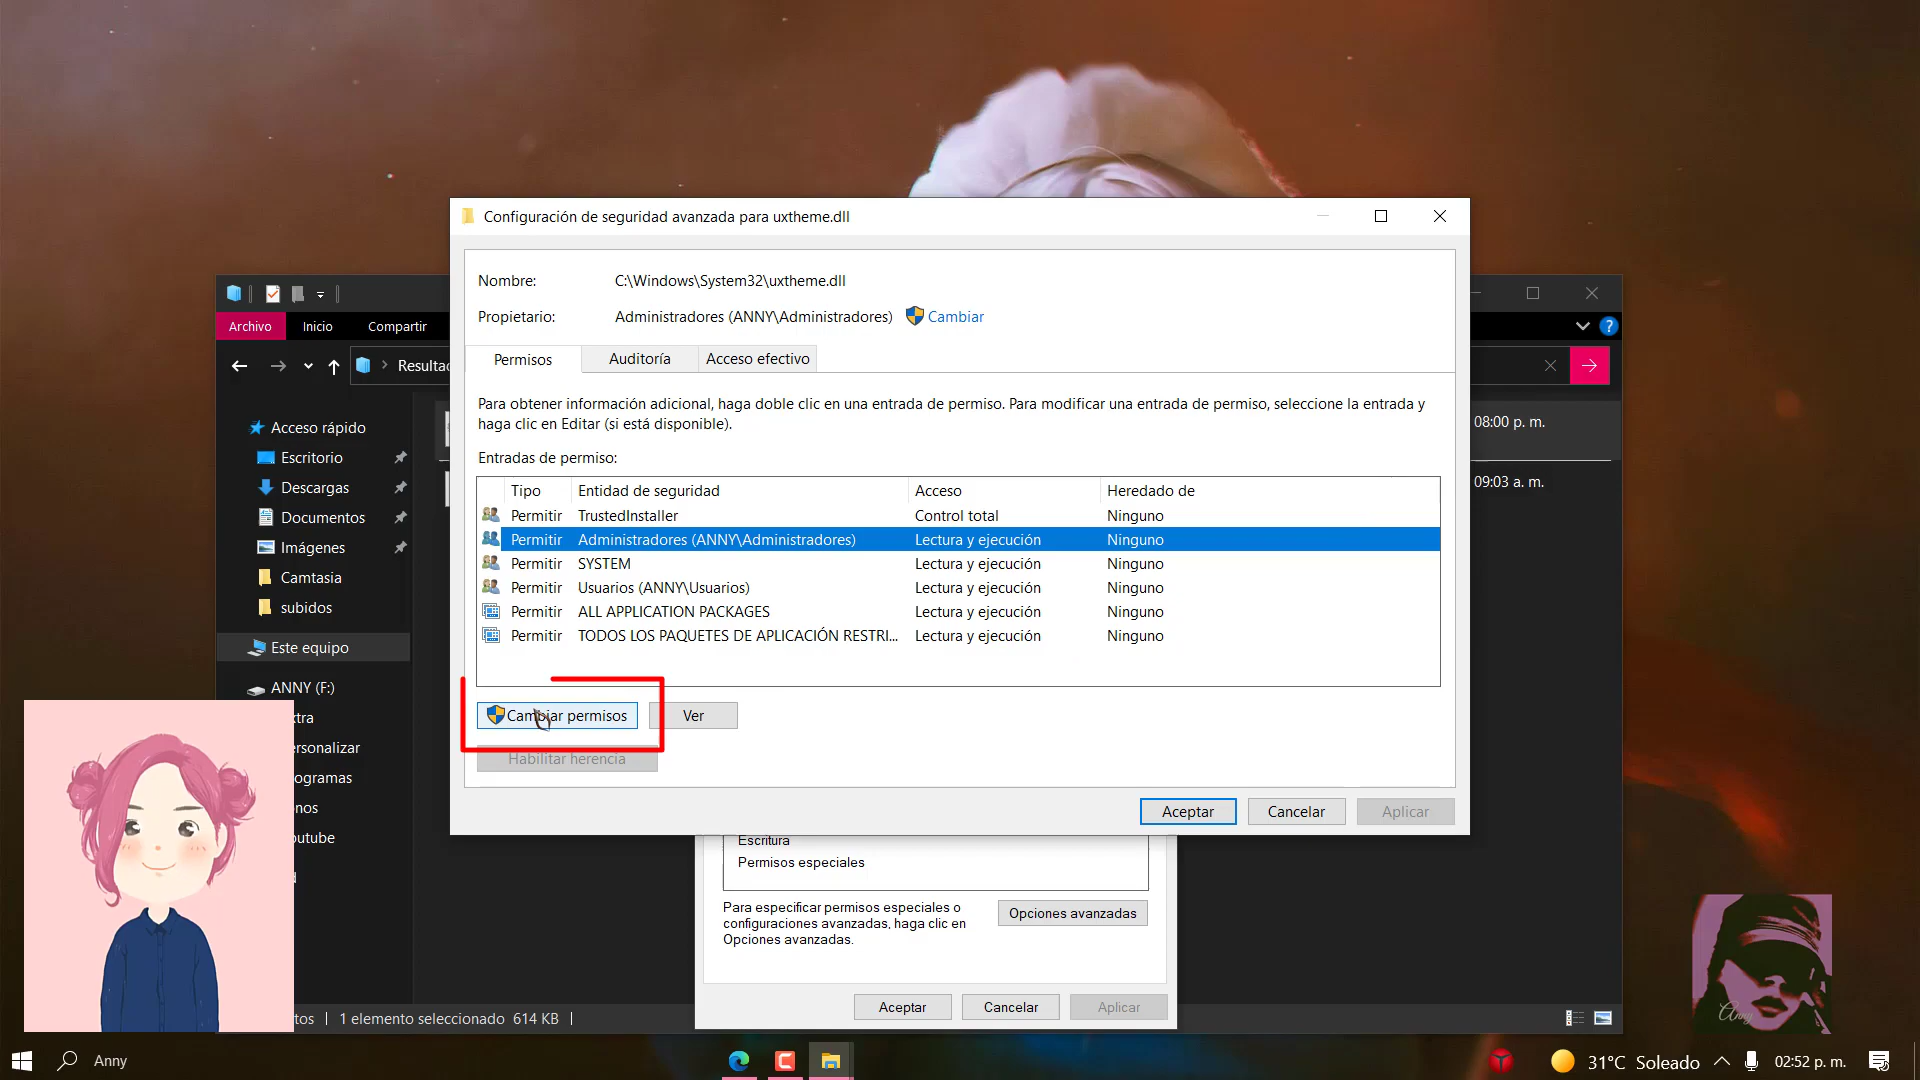 Configuración de seguridad avanzada para uxtheme.dll
Nombre: C:\Windows\System32\uxtheme.dll
Propietario: Administradores (ANNY\Administradores) Cambiar
Permisos Auditoría Acceso efectivo
Para obtener información adicional, haga doble clic en una entrada de permiso. Para modificar una entrada de permiso, seleccione la entrada y
haga clic en Editar (si está disponible).
Entradas de permiso:
Tipo Entidad de seguridad Acceso Heredado de
Permitir TrustedInstaller Control total Ninguno
Permitir Administradores (ANNY\Administradores) Lectura y ejecución Ninguno
Permitir SYSTEM Lectura y ejecución Ninguno
Permitir Usuarios (ANNY\Usuarios) Lectura y ejecución Ninguno
Permitir ALL APPLICATION PACKAGES Lectura y ejecución Ninguno
Permitir TODOS LOS PAQUETES DE APLICACIÓN RESTRI... Lectura y ejecución Ninguno
Cambiar permisos Ver
Habilitar herencia
Aceptar Cancelar Aplicar
Archivo Inicio Compartir
?
Resultad
Acceso rápido
Escritorio
Descargas
Documentos
Imágenes
Camtasia
subidos
Este equipo
ANNY (F:)
tra
ersonalizar
ogramas
nos
outube
08:00 p. m.
09:03 a. m.
Escritura
Permisos especiales
Para especificar permisos especiales o
configuraciones avanzadas, haga clic en
Opciones avanzadas.
Opciones avanzadas
Aceptar Cancelar Aplicar
tos 1 elemento seleccionado 614 KB
Anny
Anny
31°C Soleado 02:52 p. m.